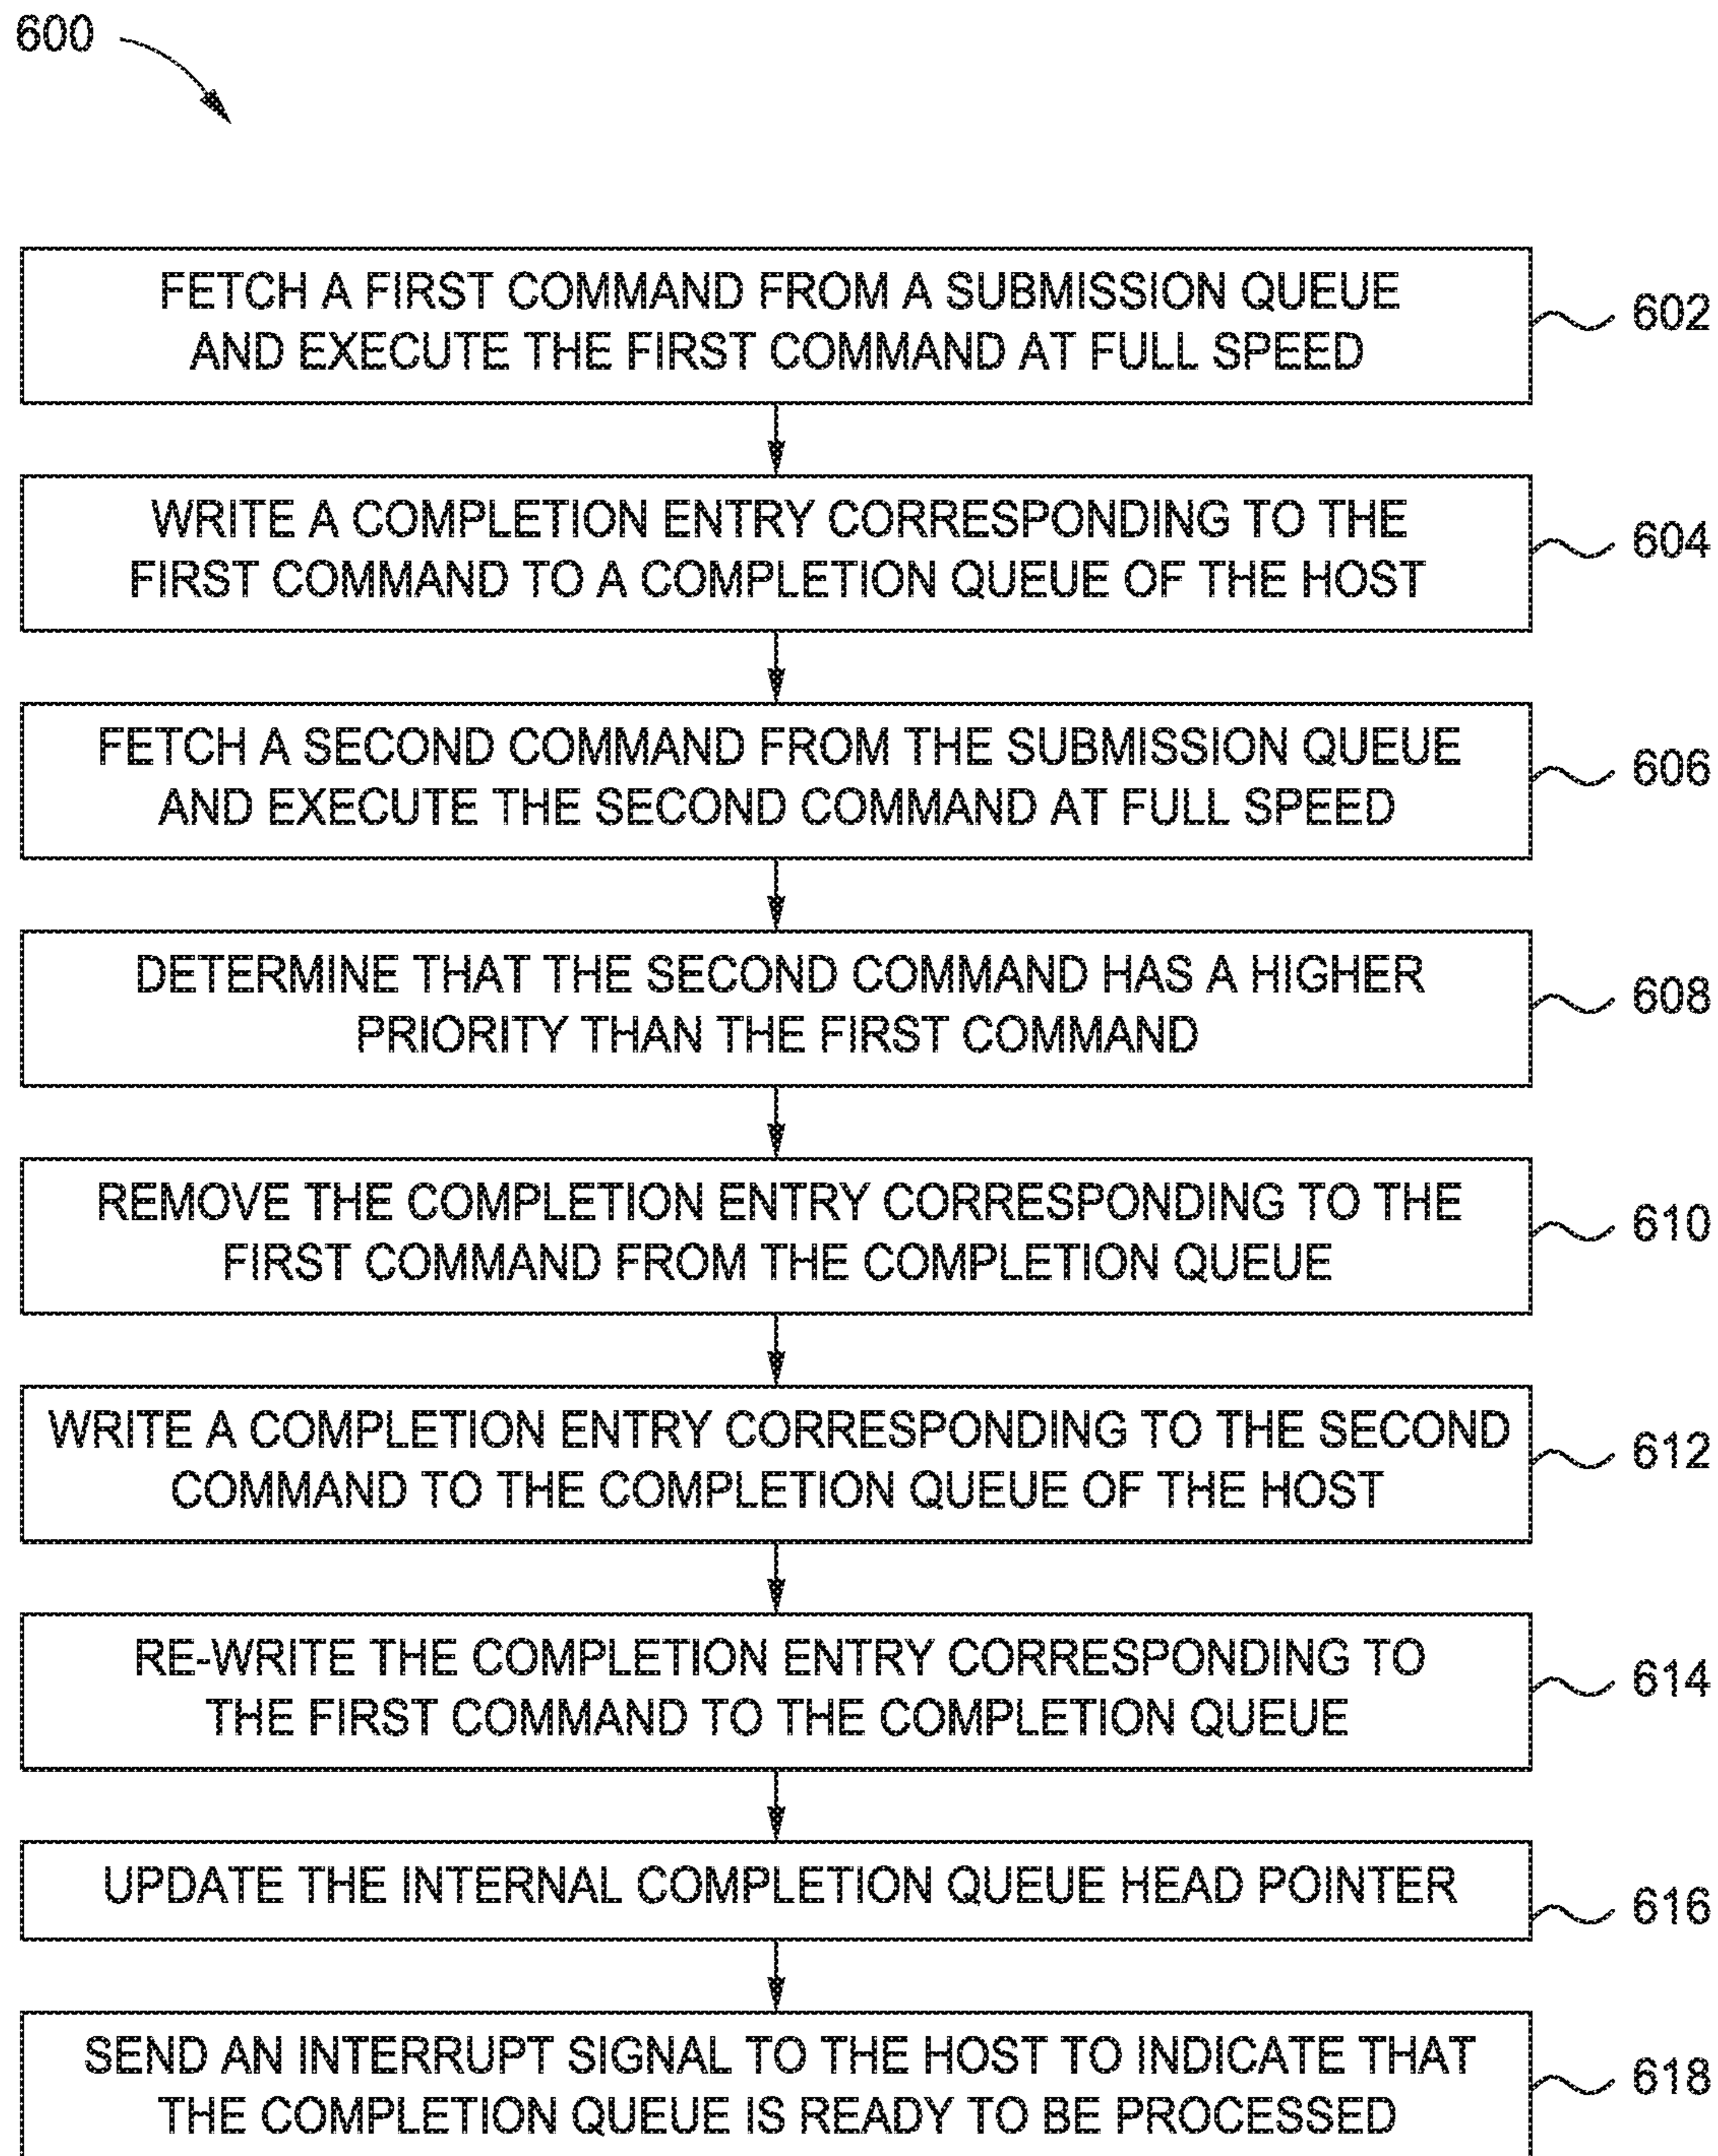 600
FETCH A FIRST COMMAND FROM A SUBMISSION QUEUE
AND EXECUTE THE FIRST COMMAND AT FULL SPEED
602
WRITE A COMPLETION ENTRY CORRESPONDING TO THE
FIRST COMMAND TO A COMPLETION QUEUE OF THE HOST
604
FETCH A SECOND COMMAND FROM THE SUBMISSION QUEUE
AND EXECUTE THE SECOND COMMAND AT FULL SPEED
606
DETERMINE THAT THE SECOND COMMAND HAS A HIGHER
PRIORITY THAN THE FIRST COMMAND
608
REMOVE THE COMPLETION ENTRY CORRESPONDING TO THE
FIRST COMMAND FROM THE COMPLETION QUEUE
610
WRITE A COMPLETION ENTRY CORRESPONDING TO THE SECOND
COMMAND TO THE COMPLETION QUEUE OF THE HOST
612
RE-WRITE THE COMPLETION ENTRY CORRESPONDING TO
THE FIRST COMMAND TO THE COMPLETION QUEUE
614
UPDATE THE INTERNAL COMPLETION QUEUE HEAD POINTER
616
SEND AN INTERRUPT SIGNAL TO THE HOST TO INDICATE THAT
THE COMPLETION QUEUE IS READY TO BE PROCESSED
618